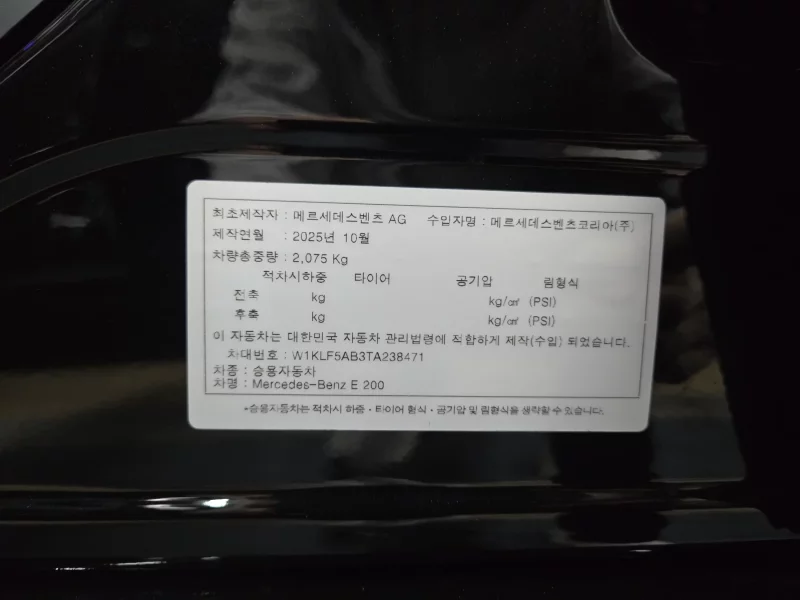 최초제작자 : 메르세데스벤츠 AG 수입자명 : 메르세데스벤츠코리아(주)
제작연월 : 2025년 10월
차량총중량 : 2,075 Kg
적차시하중 타이어 공기압 림형식
전축 kg kg/㎠ (PSI)
후축 kg kg/㎠ (PSI)
이 자동차는 대한민국 자동차 관리법령에 적합하게 제작(수입) 되었습니다.
차대번호 : W1KLF5AB3TA238471
차종 : 승용자동차
차명 : Mercedes-Benz E 200
*승용자동차는 적차시 하중·타이어 형식·공기압 및 림형식을 생략할 수 있습니다.